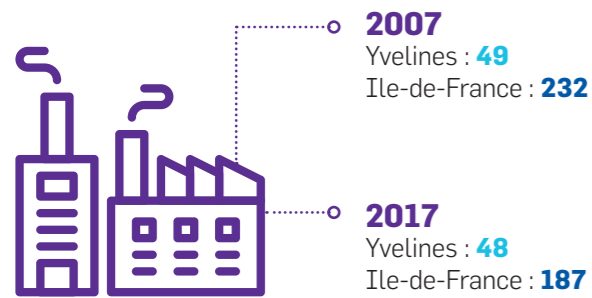 2007
Yvelines : 49
Ile-de-France : 232
2017
Yvelines : 48
Ile-de-France : 187